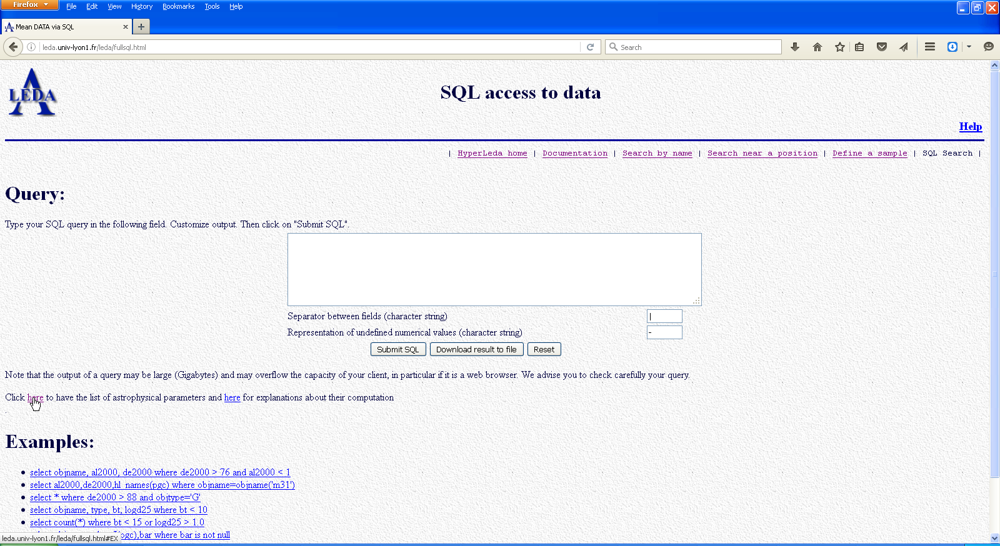 Firefox File Edit View History Bookmarks Tools Help
LEDA Mean DATA via SQL
leda.univ-lyon1.fr/leda/fullsql.html Search
LEDA
SQL access to data
Help
| HyperLeda home | Documentation | Search by name | Search near a position | Define a sample | SQL Search |
Query:
Type your SQL query in the following field. Customize output. Then click on "Submit SQL".
Separator between fields (character string) |
Representation of undefined numerical values (character string) -
Submit SQL Download result to file Reset
Note that the output of a query may be large (Gigabytes) and may overflow the capacity of your client, in particular if it is a web browser. We advise you to check carefully your query.
Click here to have the list of astrophysical parameters and here for explanations about their computation
.
Examples:
• select objname, al2000, de2000 where de2000 > 76 and al2000 < 1
• select al2000,de2000,hl_names(pgc) where objname=objname('m31')
• select * where de2000 > 88 and objtype='G'
• select objname, type, bt, logd25 where bt < 10
• select count(*) where bt < 15 or logd25 > 1.0
(pgc),bar where bar is not null
leda.univ-lyon1.fr/leda/fullsql.html#EX